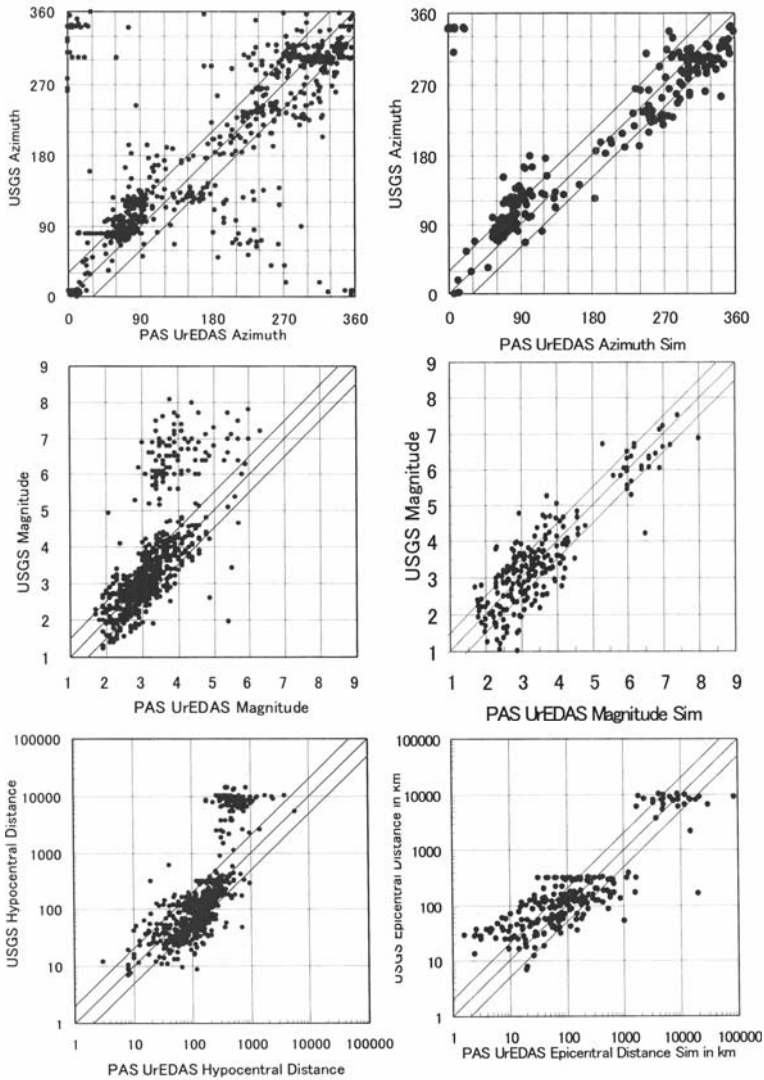 USGS Azimuth
360
270
180
90
0
0 90 180 270 360
PAS UrEDAS Azimuth
USGS Azimuth
360
270
180
90
0
0 90 180 270 360
PAS UrEDAS Azimuth Sim
USGS Magnitude
9
8
7
6
5
4
3
2
1
1 2 3 4 5 6 7 8 9
PAS UrEDAS Magnitude
USGS Magnitude
9
8
7
6
5
4
3
2
1
1 2 3 4 5 6 7 8 9
PAS UrEDAS Magnitude Sim
USGS Hypocentral Distance
100000
10000
1000
100
10
1
1 10 100 1000 10000 100000
PAS UrEDAS Hypocentral Distance
USGS Epicentral Distance in km
100000
10000
1000
100
10
1
1 10 100 1000 10000 100000
PAS UrEDAS Epicentral Distance Sim in km